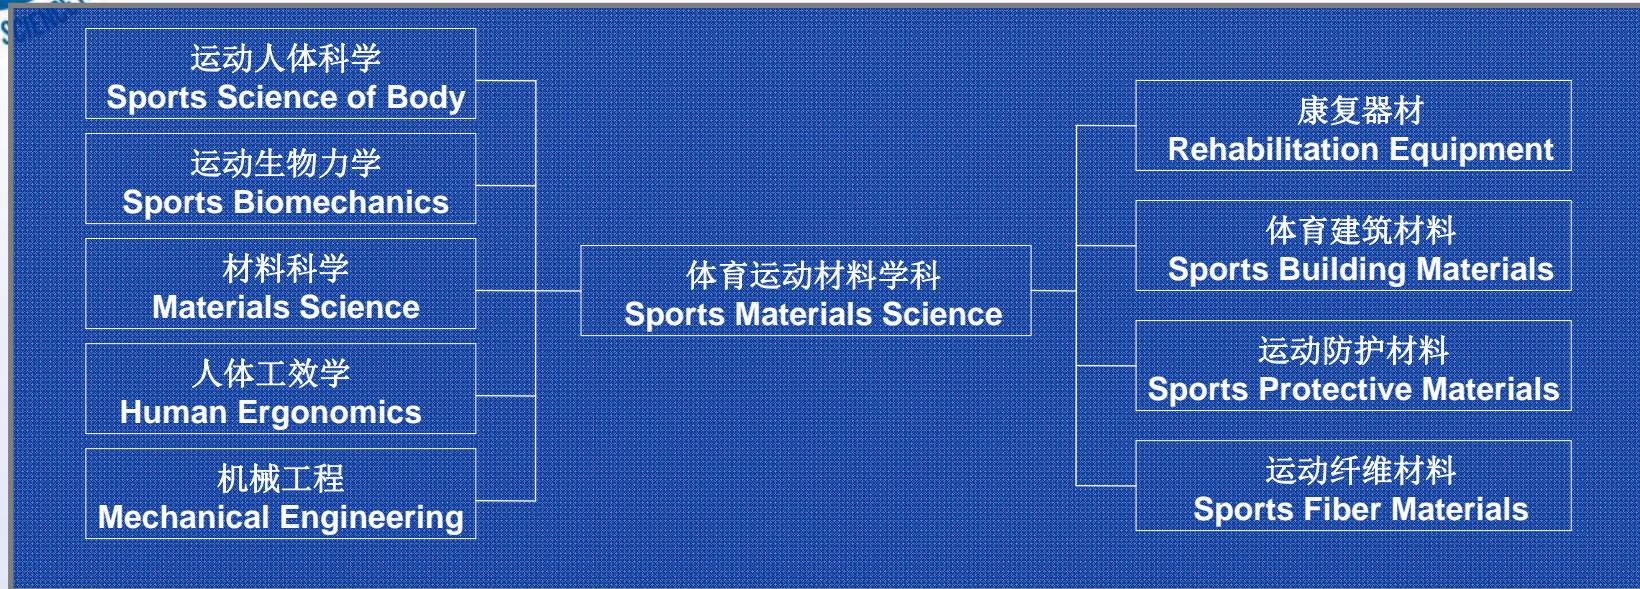 SCIENCE
运动人体科学
Sports Science of Body
运动生物力学
Sports Biomechanics
材料科学
Materials Science
人体工效学
Human Ergonomics
机械工程
Mechanical Engineering
体育运动材料学科
Sports Materials Science
康复器材
Rehabilitation Equipment
体育建筑材料
Sports Building Materials
运动防护材料
Sports Protective Materials
运动纤维材料
Sports Fiber Materials